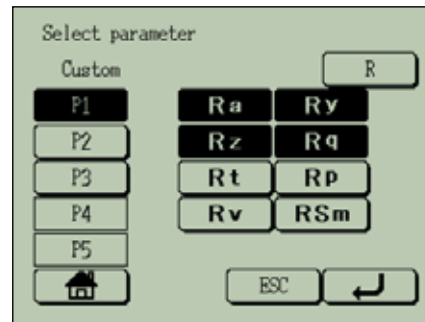 Select parameter
Custom R
P1 Ra Ry
P2 Rz Rq
P3 Rt Rp
P4 Rv RSm
P5
ESC